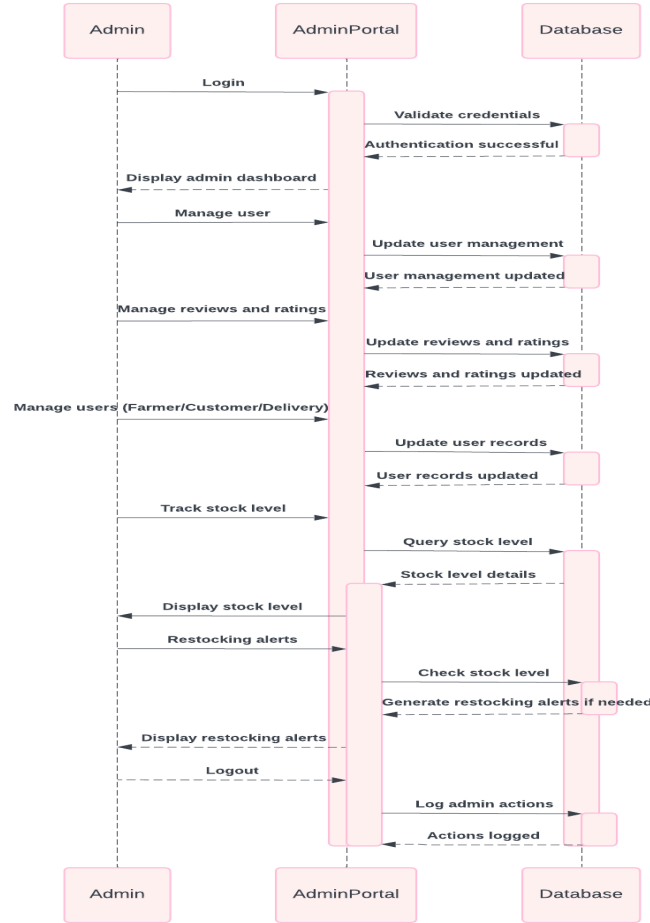 Admin
AdminPortal
Database
Login
Validate credentials
Authentication successful
Display admin dashboard
Manage user
Update user management
User management updated
Manage reviews and ratings
Update reviews and ratings
Reviews and ratings updated
Manage users (Farmer/Customer/Delivery)
Update user records
User records updated
Track stock level
Query stock level
Stock level details
Display stock level
Restocking alerts
Check stock level
Generate restocking alerts if needed
Display restocking alerts
Logout
Log admin actions
Actions logged
Admin
AdminPortal
Database